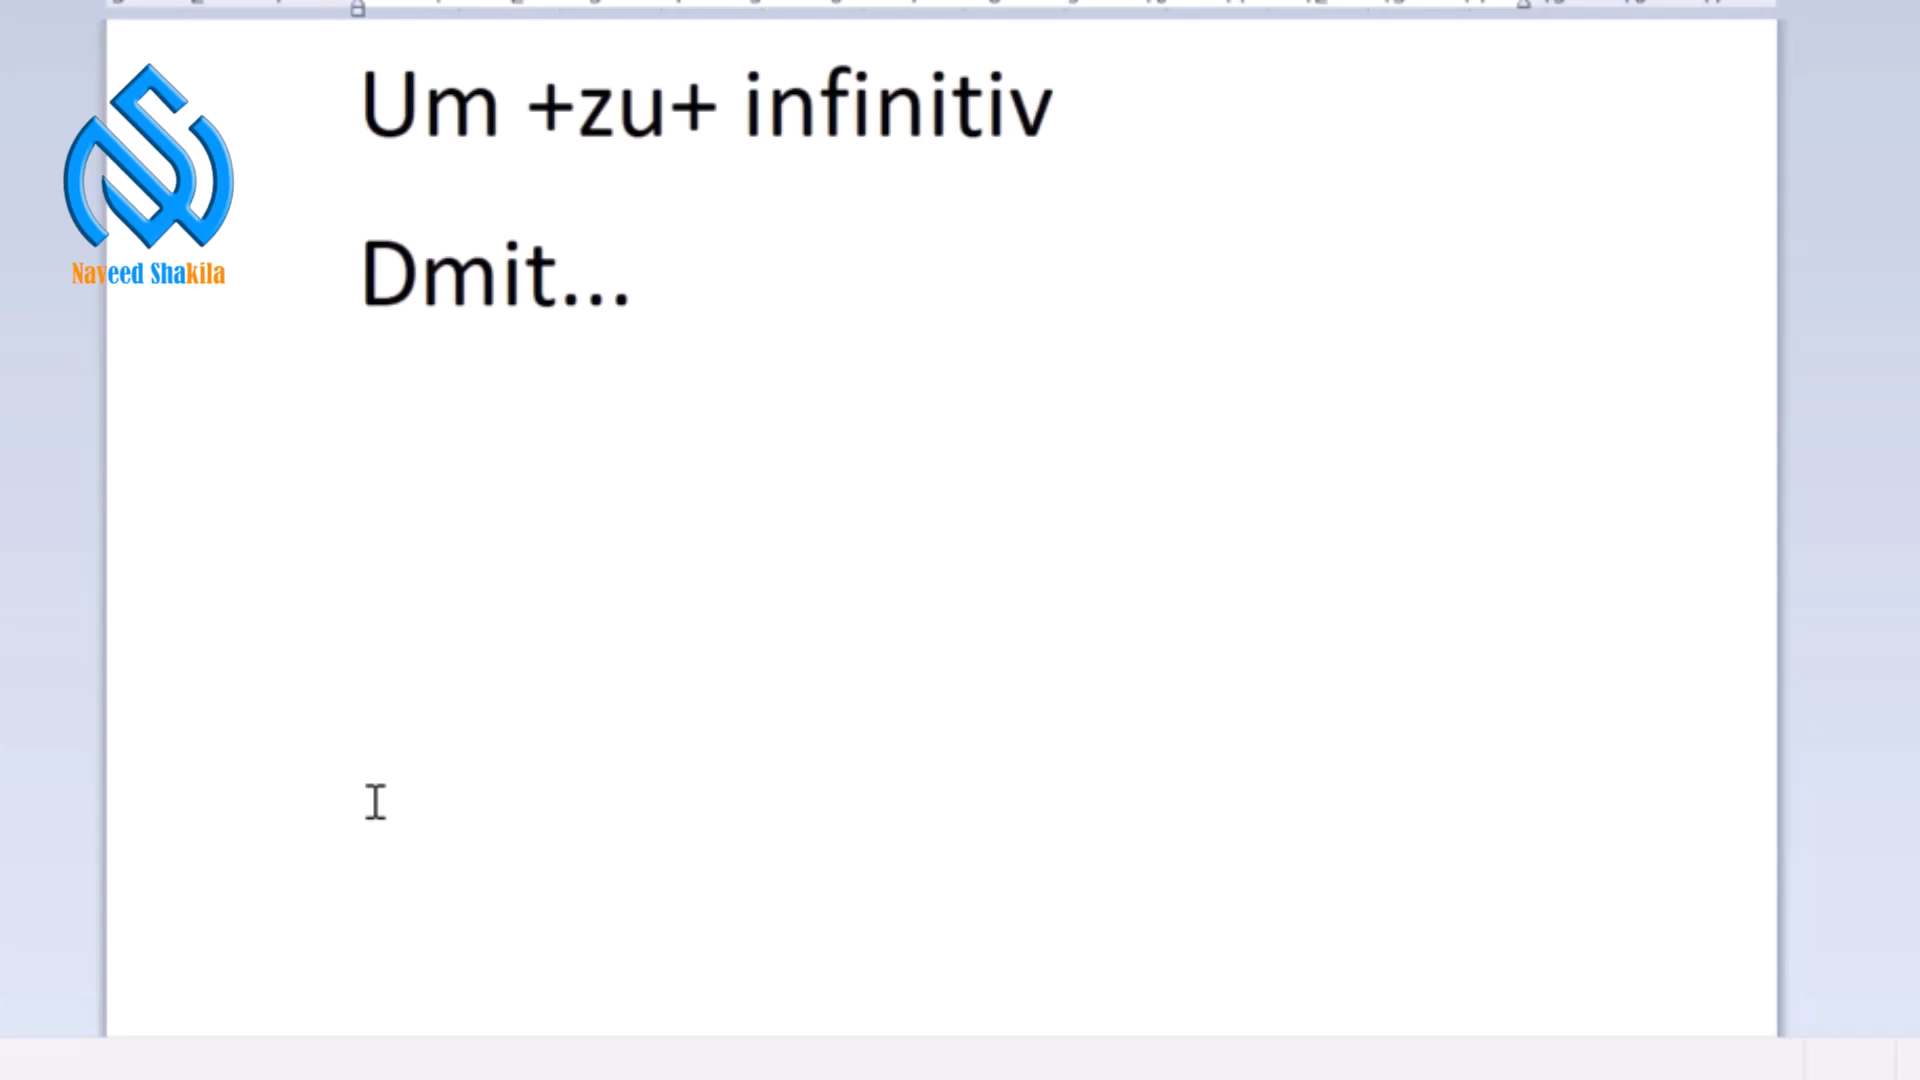 Um +zu+ infinitiv
Dmit...
Naveed Shakila